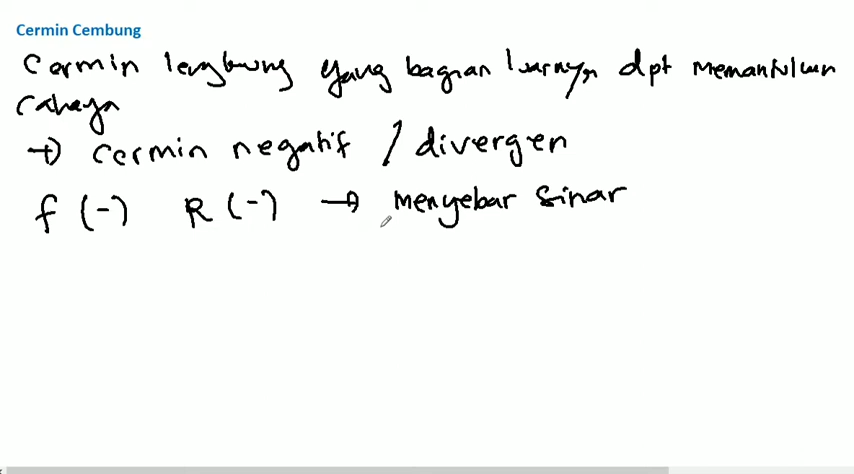 Cermin Cembung
Cermin lengkung yang bagian luarnya dpt memantulkan
cahaya
→ cermin negatif / divergen
f (-) R (-) → menyebar sinar